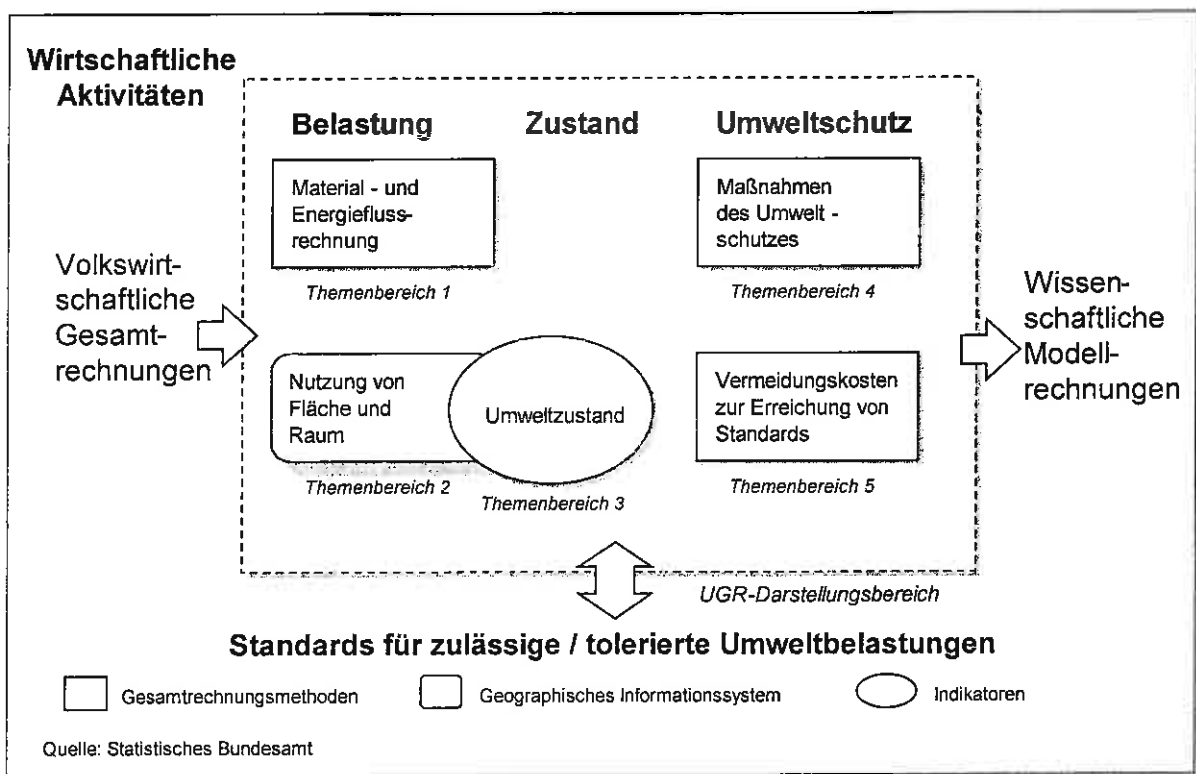 Wirtschaftliche
Aktivitäten
Belastung Zustand Umweltschutz
Material - und
Energiefluss-
rechnung
Themenbereich 1
Maßnahmen
des Umwelt -
schutzes
Themenbereich 4
Volkswirt-
schaftliche
Gesamt-
rechnungen
Nutzung von
Fläche und
Raum
Themenbereich 2
Umweltzustand
Themenbereich 3
Vermeidungskosten
zur Erreichung von
Standards
Themenbereich 5
Wissen-
schaftliche
Modell-
rechnungen
UGR-Darstellungsbereich
Standards für zulässige / tolerierte Umweltbelastungen
Gesamtrechnungsmethoden Geographisches Informationssystem Indikatoren
Quelle: Statistisches Bundesamt